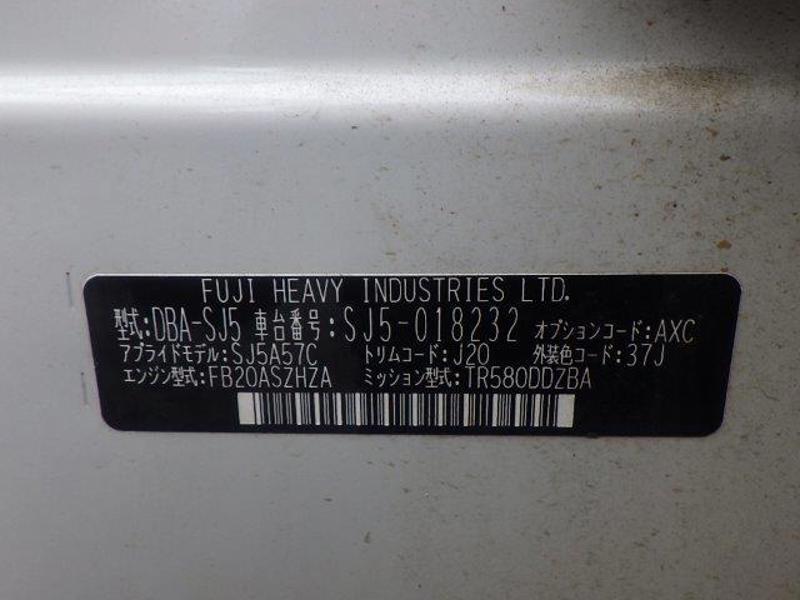 FUJI HEAVY INDUSTRIES LTD.
型式:DBA-SJ5 車台番号:SJ5-018232 オプションコード:AXC
アプライドモデル:SJ5A57C トリムコード:J20 外装色コード:37J
エンジン型式:FB20ASZHZA ミッション型式:TR580DDZBA